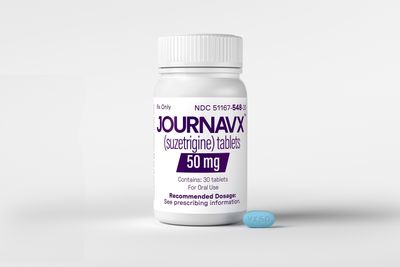 Rx Only
NDC 51167-548-
JOURNAVX
(suzetrigine) tablets
50 mg
Contains: 30 tablets
For Oral Use
Recommended Dosage:
See prescribing information.
VX50